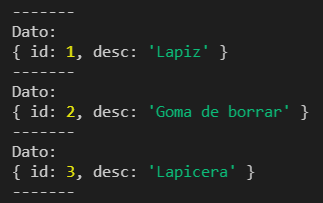 -------
Dato:
{ id: 1, desc: 'Lapiz' }
-------
Dato:
{ id: 2, desc: 'Goma de borrar' }
-------
Dato:
{ id: 3, desc: 'Lapicera' }
-------